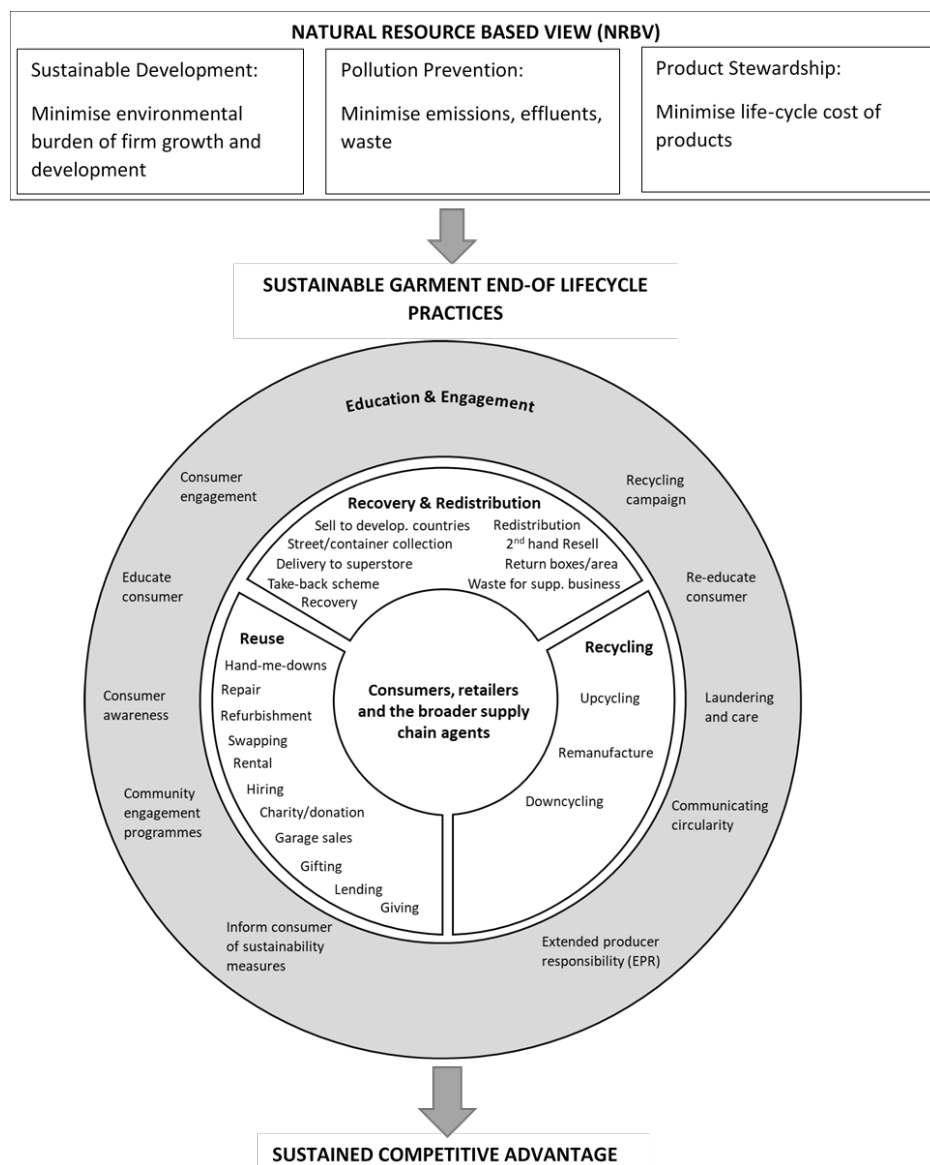 NATURAL RESOURCE BASED VIEW (NRBV)
Sustainable Development:
Minimise environmental
burden of firm growth and
development
Pollution Prevention:
Minimise emissions, effluents,
waste
Product Stewardship:
Minimise life-cycle cost of
products
SUSTAINABLE GARMENT END-OF LIFECYCLE
PRACTICES
Education & Engagement
Consumer
engagement
Educate
consumer
Consumer
awareness
Community
engagement
programmes
Inform consumer
of sustainability
measures
Recycling
campaign
Re-educate
consumer
Laundering
and care
Communicating
circularity
Extended producer
responsibility (EPR)
Recovery & Redistribution
Sell to develop. countries
Street/container collection
Delivery to superstore
Take-back scheme
Recovery
Redistribution
2nd hand Resell
Return boxes/area
Waste for supp. business
Reuse
Hand-me-downs
Repair
Refurbishment
Swapping
Rental
Hiring
Charity/donation
Garage sales
Gifting
Lending
Giving
Consumers, retailers
and the broader supply
chain agents
Recycling
Upcycling
Remanufacture
Downcycling
SUSTAINED COMPETITIVE ADVANTAGE